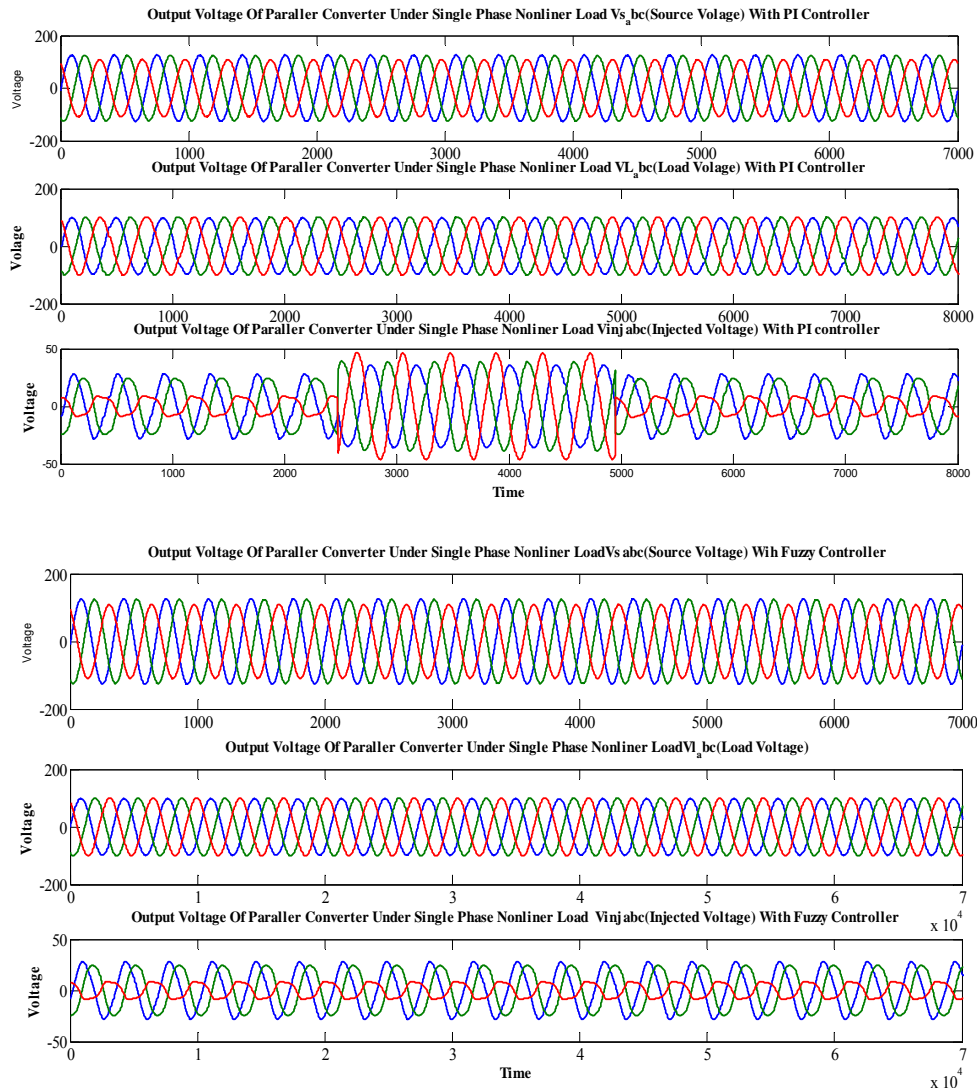 Output Voltage Of Paraller Converter Under Single Phase Nonliner Load Vs_abc(Source Volage) With PI Controller
200
0
-200
Voltage
0 1000 2000 3000 4000 5000 6000 7000
Output Voltage Of Paraller Converter Under Single Phase Nonliner Load VL_abc(Load Volage) With PI Controller
200
0
-200
Volage
0 1000 2000 3000 4000 5000 6000 7000 8000
Output Voltage Of Paraller Converter Under Single Phase Nonliner Load Vinj abc(Injected Voltage) With PI controller
50
0
-50
Voltage
0 1000 2000 3000 4000 5000 6000 7000 8000
Time
Output Voltage Of Paraller Converter Under Single Phase Nonliner LoadVs abc(Source Voltage) Wih Fuzzy Controller
200
0
-200
Voltage
0 1000 2000 3000 4000 5000 6000 7000
Output Voltage Of Paraller Converter Under Single Phase Nonliner LoadVl_abc(Load Voltage)
200
0
-200
Voltage
0 1 2 3 4 5 6 7
x 10^4
Output Voltage Of Paraller Converter Under Single Phase Nonliner Load Vinj abc(Injected Voltage) With Fuzzy Controller
50
0
-50
Voltage
0 1 2 3 4 5 6 7
x 10^4
Time